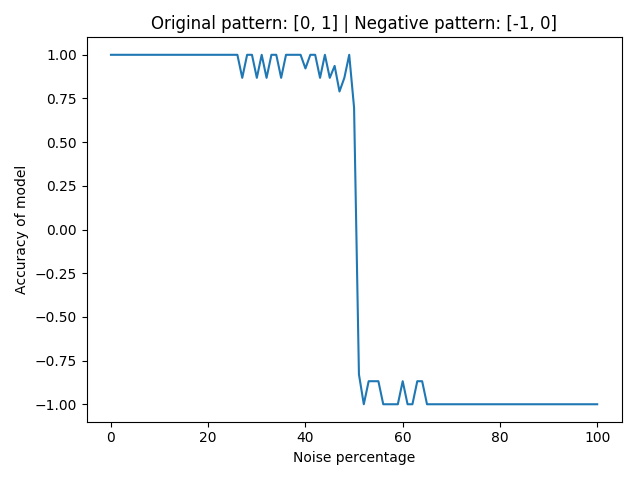 Original pattern: [0, 1] | Negative pattern: [-1, 0]
1.00
0.75
0.50
0.25
0.00
−0.25
−0.50
−0.75
−1.00
Accuracy of model
0 20 40 60 80 100
Noise percentage